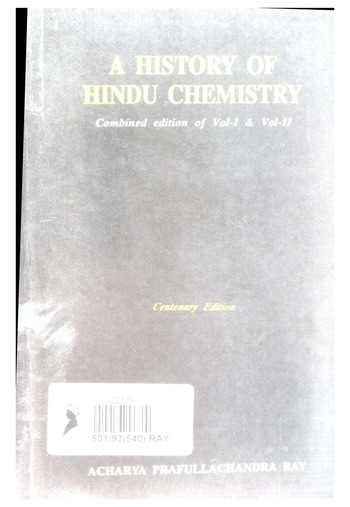 A HISTORY OF
HINDU CHEMISTRY
Combined edition of Vol-I & Vol-II
Centenary Edition
501:93(540) RAY
ACHARYA PRAFULLACHANDRA RAY